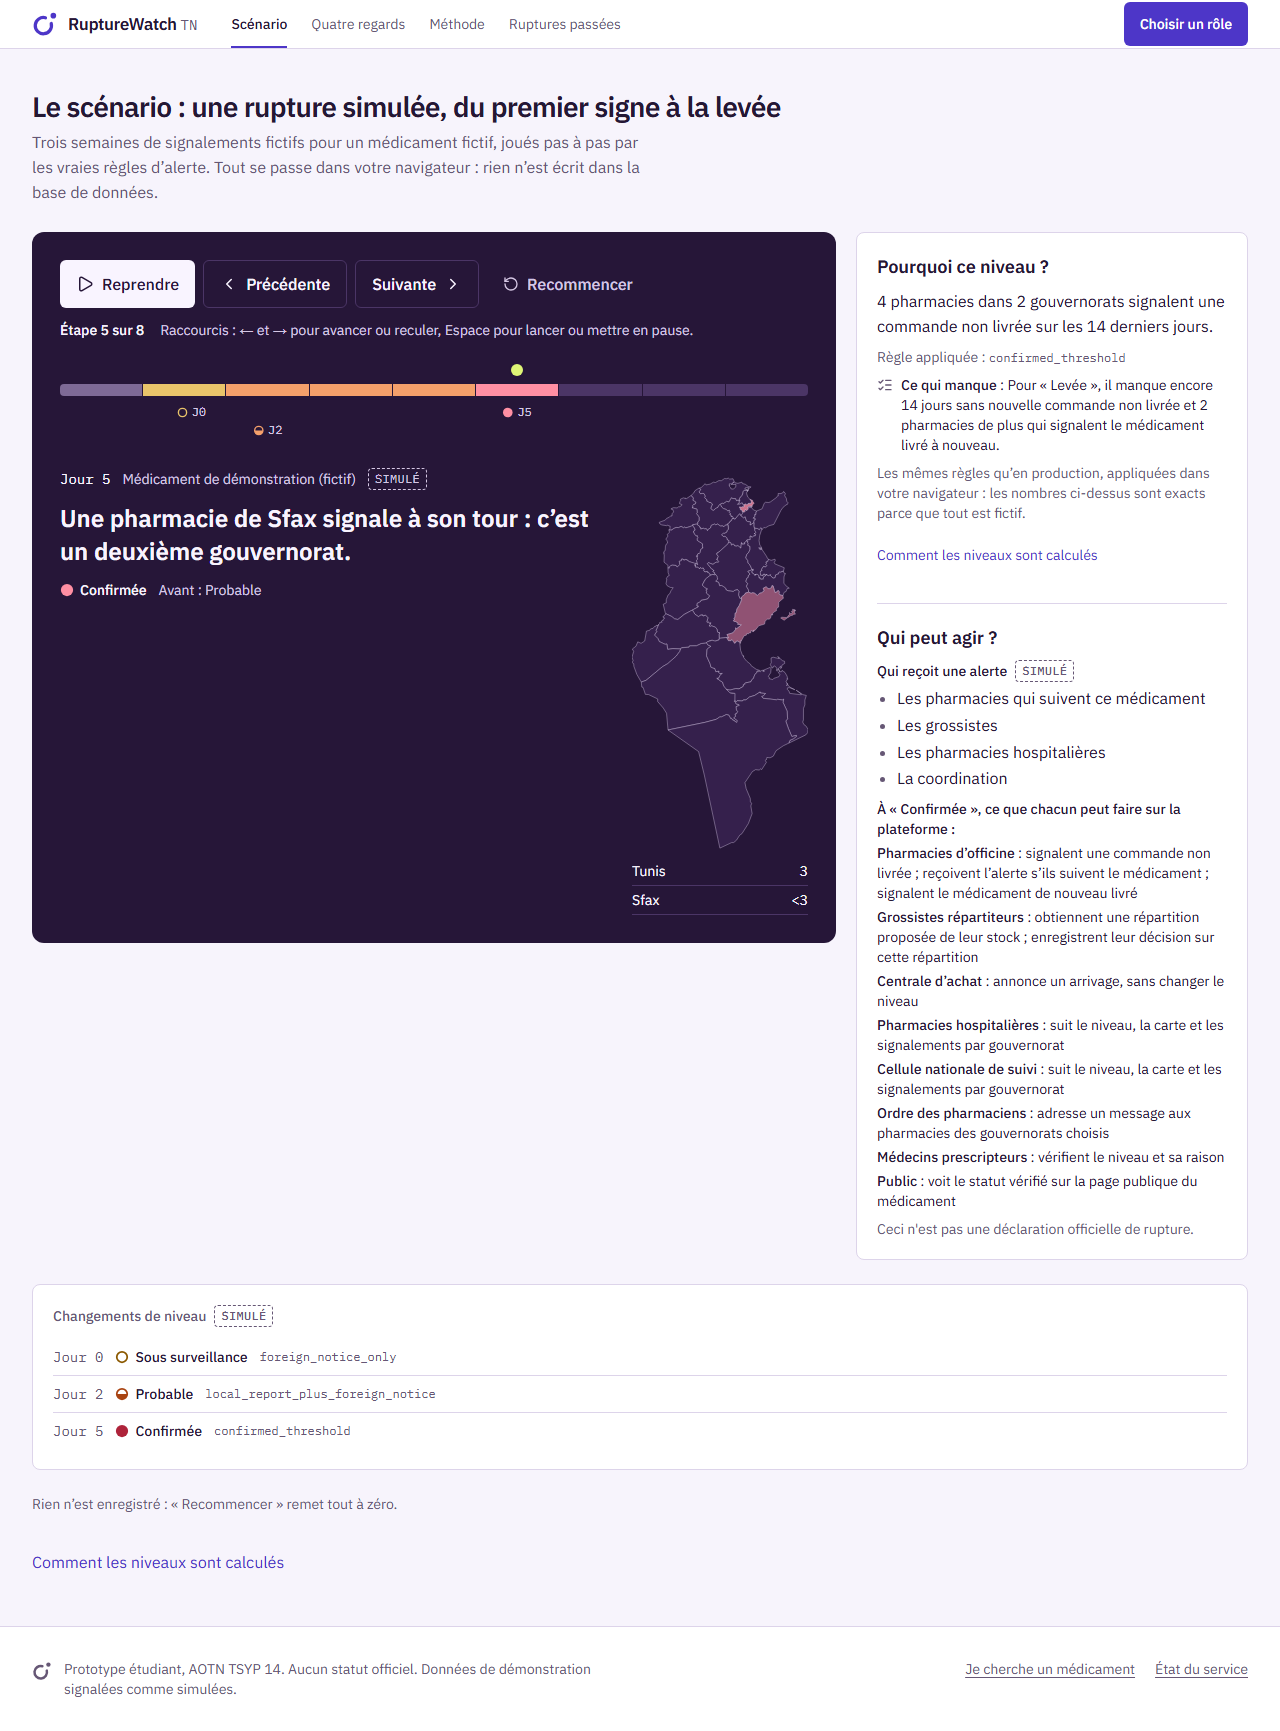 RuptureWatch TN
Scénario
Quatre regards
Méthode
Ruptures passées
Choisir un rôle
Le scénario : une rupture simulée, du premier signe à la levée
Trois semaines de signalements fictifs pour un médicament fictif, joués pas à pas par
les vraies règles d’alerte. Tout se passe dans votre navigateur : rien n’est écrit dans la
base de données.
Reprendre
Précédente
Suivante
Recommencer
Étape 5 sur 8
Raccourcis : ← et → pour avancer ou reculer, Espace pour lancer ou mettre en pause.
J0
J5
J2
Jour 5 Médicament de démonstration (fictif) SIMULÉ
Une pharmacie de Sfax signale à son tour : c’est
un deuxième gouvernorat.
Confirmée Avant : Probable
Tunis 3
Sfax <3
Pourquoi ce niveau ?
4 pharmacies dans 2 gouvernorats signalent une
commande non livrée sur les 14 derniers jours.
Règle appliquée : confirmed_threshold
Ce qui manque : Pour « Levée », il manque encore
14 jours sans nouvelle commande non livrée et 2
pharmacies de plus qui signalent le médicament
livré à nouveau.
Les mêmes règles qu’en production, appliquées dans
votre navigateur : les nombres ci-dessus sont exacts
parce que tout est fictif.
Comment les niveaux sont calculés
Qui peut agir ?
Qui reçoit une alerte SIMULÉ
Les pharmacies qui suivent ce médicament
Les grossistes
Les pharmacies hospitalières
La coordination
À « Confirmée », ce que chacun peut faire sur la
plateforme :
Pharmacies d’officine : signalent une commande non
livrée ; reçoivent l’alerte s’ils suivent le médicament ;
signalent le médicament de nouveau livré
Grossistes répartiteurs : obtiennent une répartition
proposée de leur stock ; enregistrent leur décision sur
cette répartition
Centrale d’achat : annonce un arrivage, sans changer le
niveau
Pharmacies hospitalières : suit le niveau, la carte et les
signalements par gouvernorat
Cellule nationale de suivi : suit le niveau, la carte et les
signalements par gouvernorat
Ordre des pharmaciens : adresse un message aux
pharmacies des gouvernorats choisis
Médecins prescripteurs : vérifient le niveau et sa raison
Public : voit le statut vérifié sur la page publique du
médicament
Ceci n'est pas une déclaration officielle de rupture.
Changements de niveau SIMULÉ
Jour 0 Sous surveillance foreign_notice_only
Jour 2 Probable local_report_plus_foreign_notice
Jour 5 Confirmée confirmed_threshold
Rien n’est enregistré : « Recommencer » remet tout à zéro.
Comment les niveaux sont calculés
Prototype étudiant, AOTN TSYP 14. Aucun statut officiel. Données de démonstration
signalées comme simulées.
Je cherche un médicament
État du service